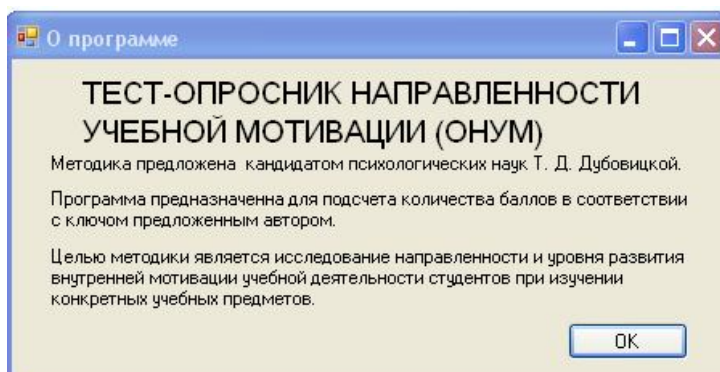 О программе
ТЕСТ-ОПРОСНИК НАПРАВЛЕННОСТИ
УЧЕБНОЙ МОТИВАЦИИ (ОНУМ)
Методика предложена кандидатом психологических наук Т. Д. Дубовицкой.
Программа предназначенна для подсчета количества баллов в соответствии
с ключом предложенным автором.
Целью методики является исследование направленности и уровня развития
внутренней мотивации учебной деятельности студентов при изучении
конкретных учебных предметов.
OK